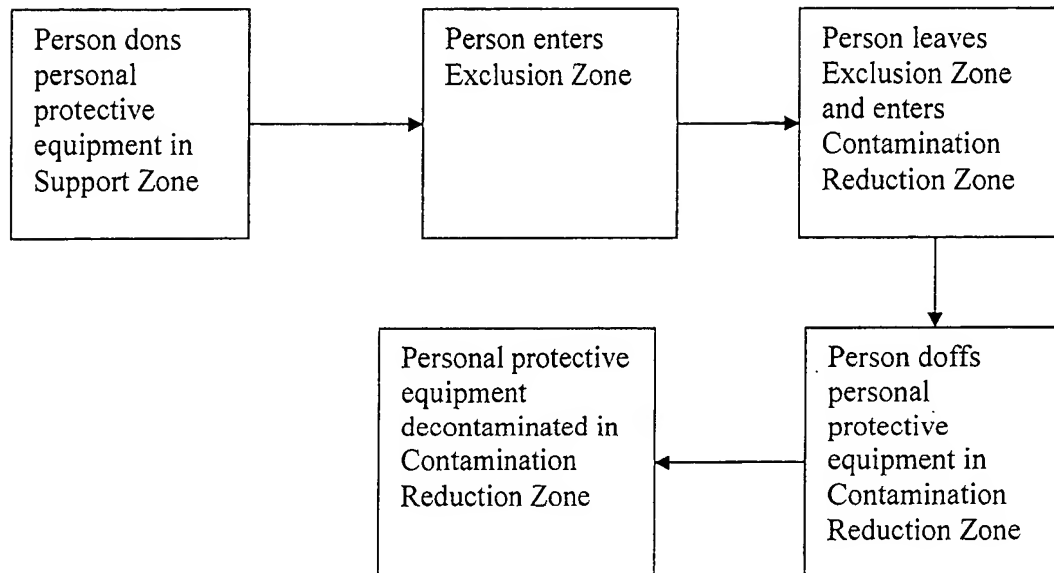 Person dons
personal
protective
equipment in
Support Zone
Person enters
Exclusion Zone
Person leaves
Exclusion Zone
and enters
Contamination
Reduction Zone
Person doffs
personal
protective
equipment in
Contamination
Reduction Zone
Personal protective
equipment
decontaminated in
Contamination
Reduction Zone